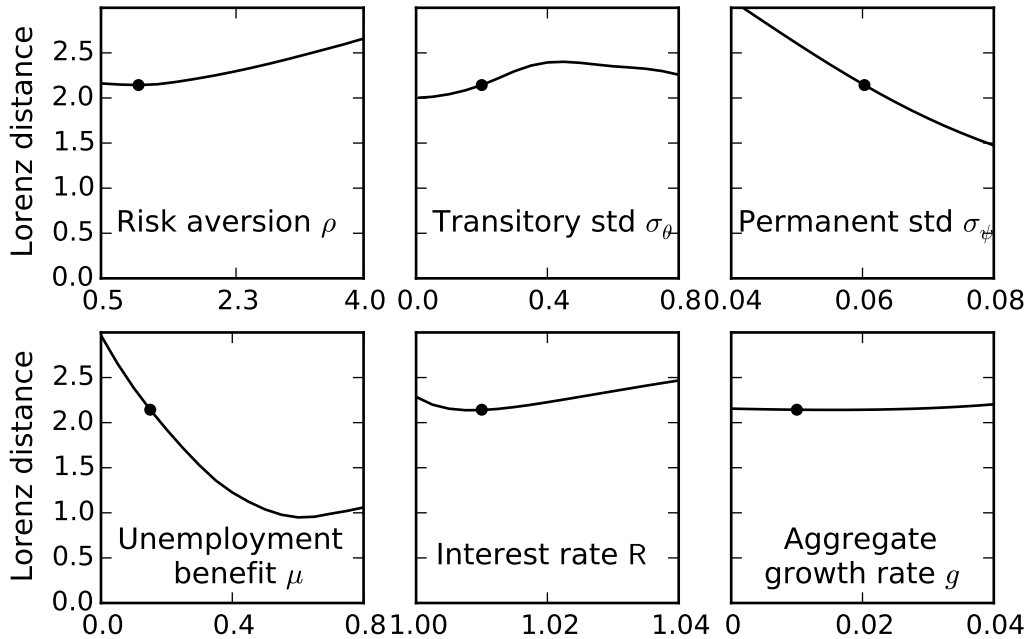 Lorenz distance
2.5
2.0
1.5
1.0
0.5
0.0
Risk aversion ρ
0.5 2.3 4.0
Transitory std σθ
0.0 0.4 0.8
Permanent std σψ
0.04 0.06 0.08
Lorenz distance
2.5
2.0
1.5
1.0
0.5
0.0
Unemployment
benefit μ
0.0 0.4 0.8
Interest rate R
1.00 1.02 1.04
Aggregate
growth rate g
0 0.02 0.04